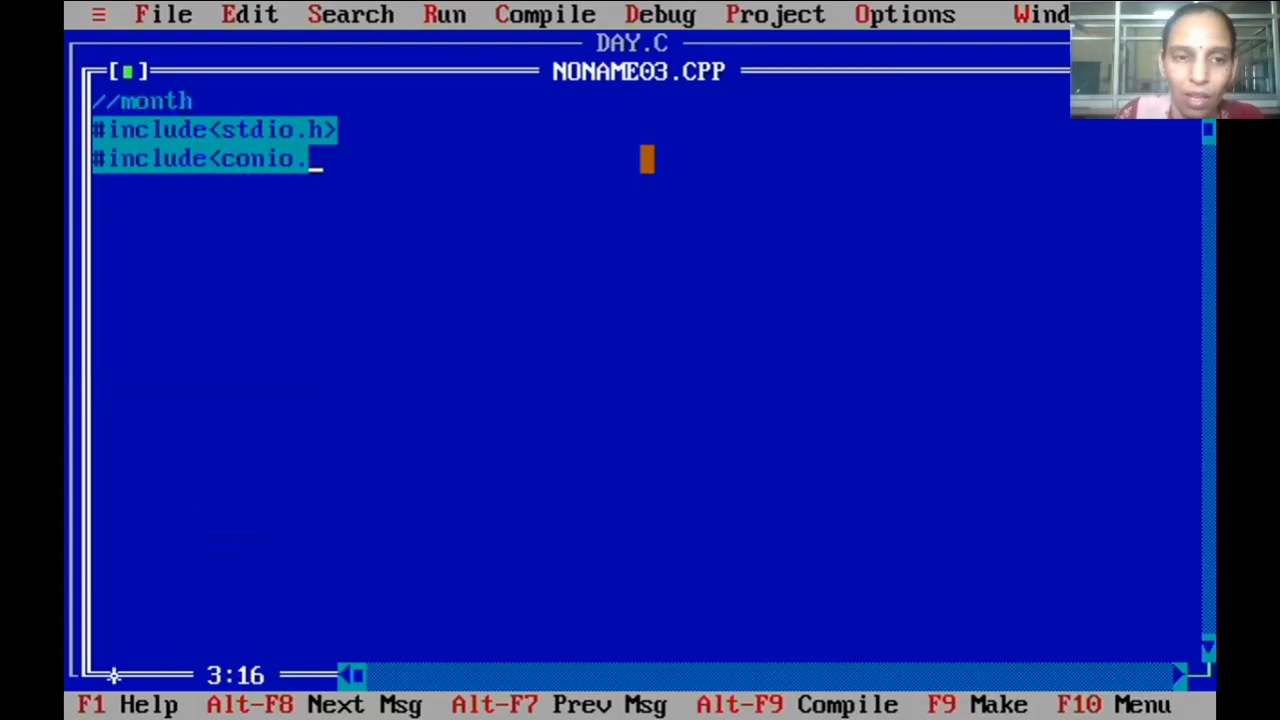 ≡ File Edit Search Run Compile Debug Project Options Wind
DAY.C
[■] NONAME03.CPP
//month
#include<stdio.h>
#include<conio._
3:16
F1 Help Alt-F8 Next Msg Alt-F7 Prev Msg Alt-F9 Compile F9 Make F10 Menu